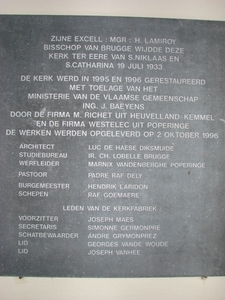 ZIJNE EXCELL : MGR : H. LAMIROY
BISSCHOP VAN BRUGGE WIJDDE DEZE
KERK TER EERE VAN S.NIKLAAS EN
S.CATHARINA 19 JULI 1933
DE KERK WERD IN 1995 EN 1996 GERESTAUREERD
MET TOELAGE VAN HET
MINISTERIE VAN DE VLAAMSE GEMEENSCHAP
ING. J. BAEYENS
DOOR DE FIRMA M. RICHET UIT HEUVELLAND - KEMMEL
EN DE FIRMA WESTELEC UIT POPERINGE
DE WERKEN WERDEN OPGELEVERD OP 2 OKTOBER 1996
ARCHITECT LUC DE HAESE DIKSMUIDE
STUDIEBUREAU IR. CH. LOBELLE BRUGGE
WERFLEIDER MARNIX VANDENBERGHE POPERINGE
PASTOOR PADRE RAF DELY
BURGEMEESTER HENDRIK LARIDON
SCHEPEN RAF GOEMAERE
LEDEN VAN DE KERKFABRIEK :
VOORZITTER JOSEPH MAES
SECRETARIS SIMONNE GERMONPRE
SCHATBEWAARDER ANDRE GRYMONPREZ
LID GEORGES VANDE WOUDE
LID JOSEPH VANHEE